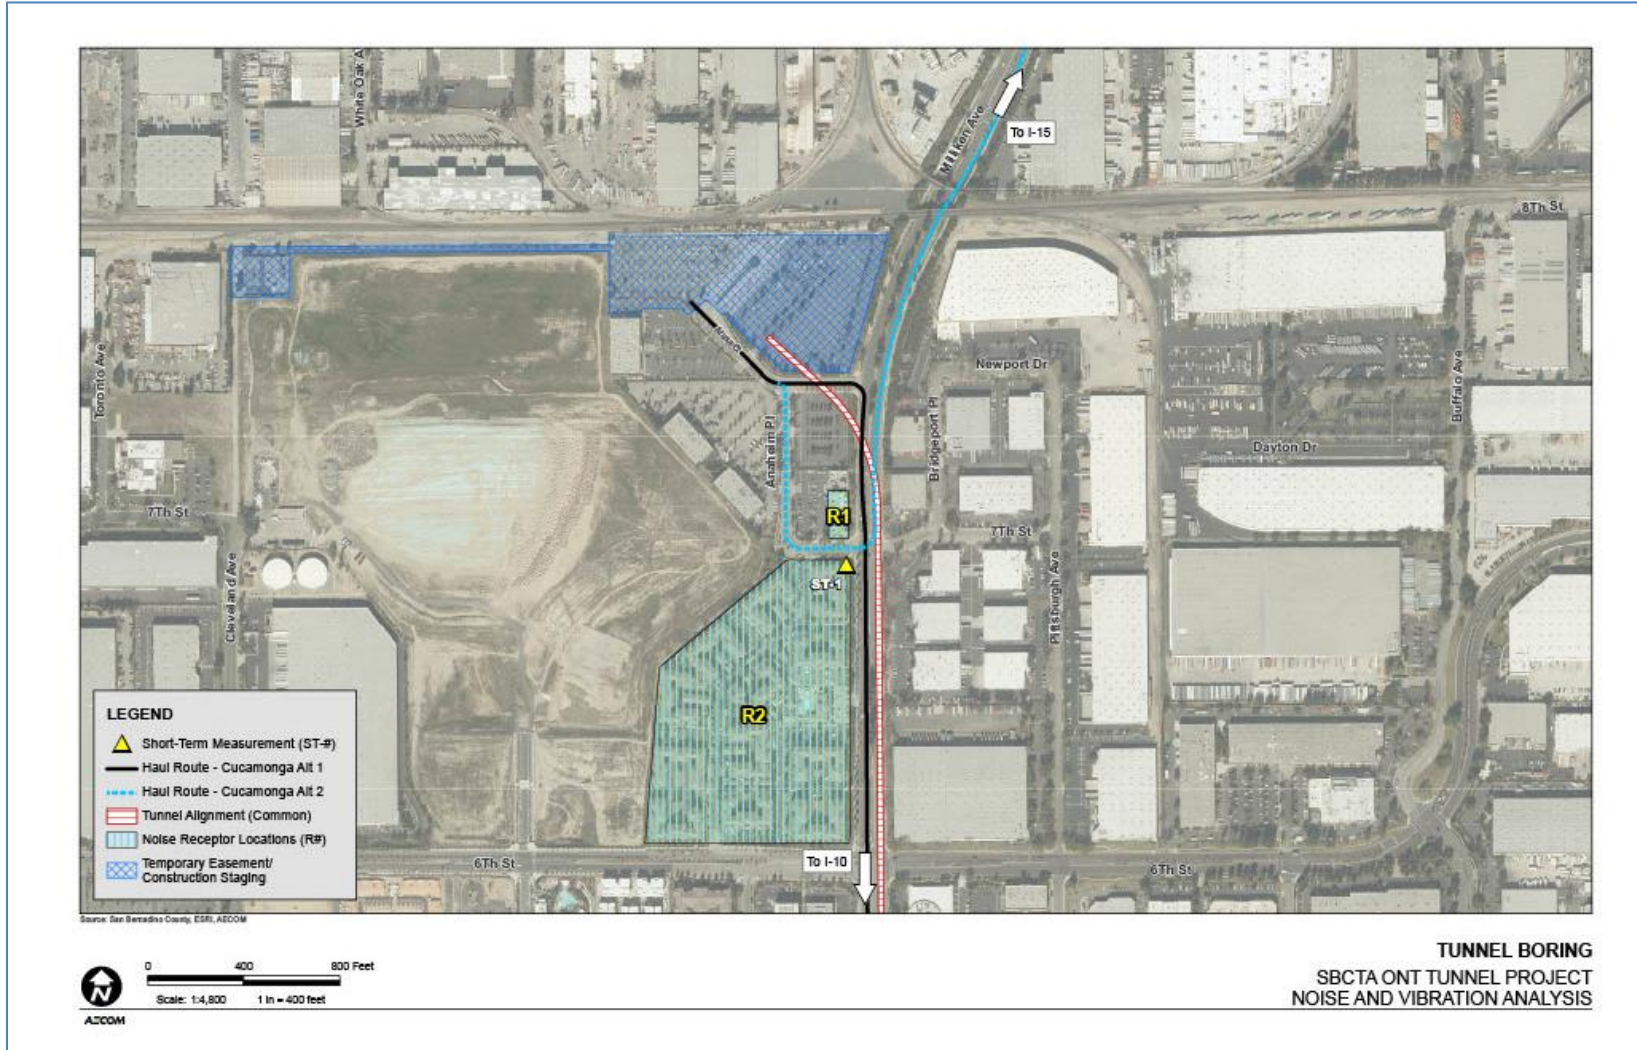 White Oak A
Milliken Ave
To I-15
8Th St
Toronto Ave
Newport Dr
Buffalo Ave
Anaheim Pl
Bridgeport Pl
Dayton Dr
R1
7Th St
7Th St
ST-1
Cleveland Ave
Pittsburgh Ave
R2
LEGEND
Short-Term Measurement (ST-#)
Haul Route - Cucamonga Alt 1
Haul Route - Cucamonga Alt 2
Tunnel Alignment (Common)
Noise Receptor Locations (R#)
Temporary Easement/
Construction Staging
To I-10
6Th St
6Th St
Source: San Bernadino County, ESRI, AECOM
N
0 400 800 Feet
Scale: 1:4,800 1 in = 400 feet
AECOM
TUNNEL BORING
SBCTA ONT TUNNEL PROJECT
NOISE AND VIBRATION ANALYSIS